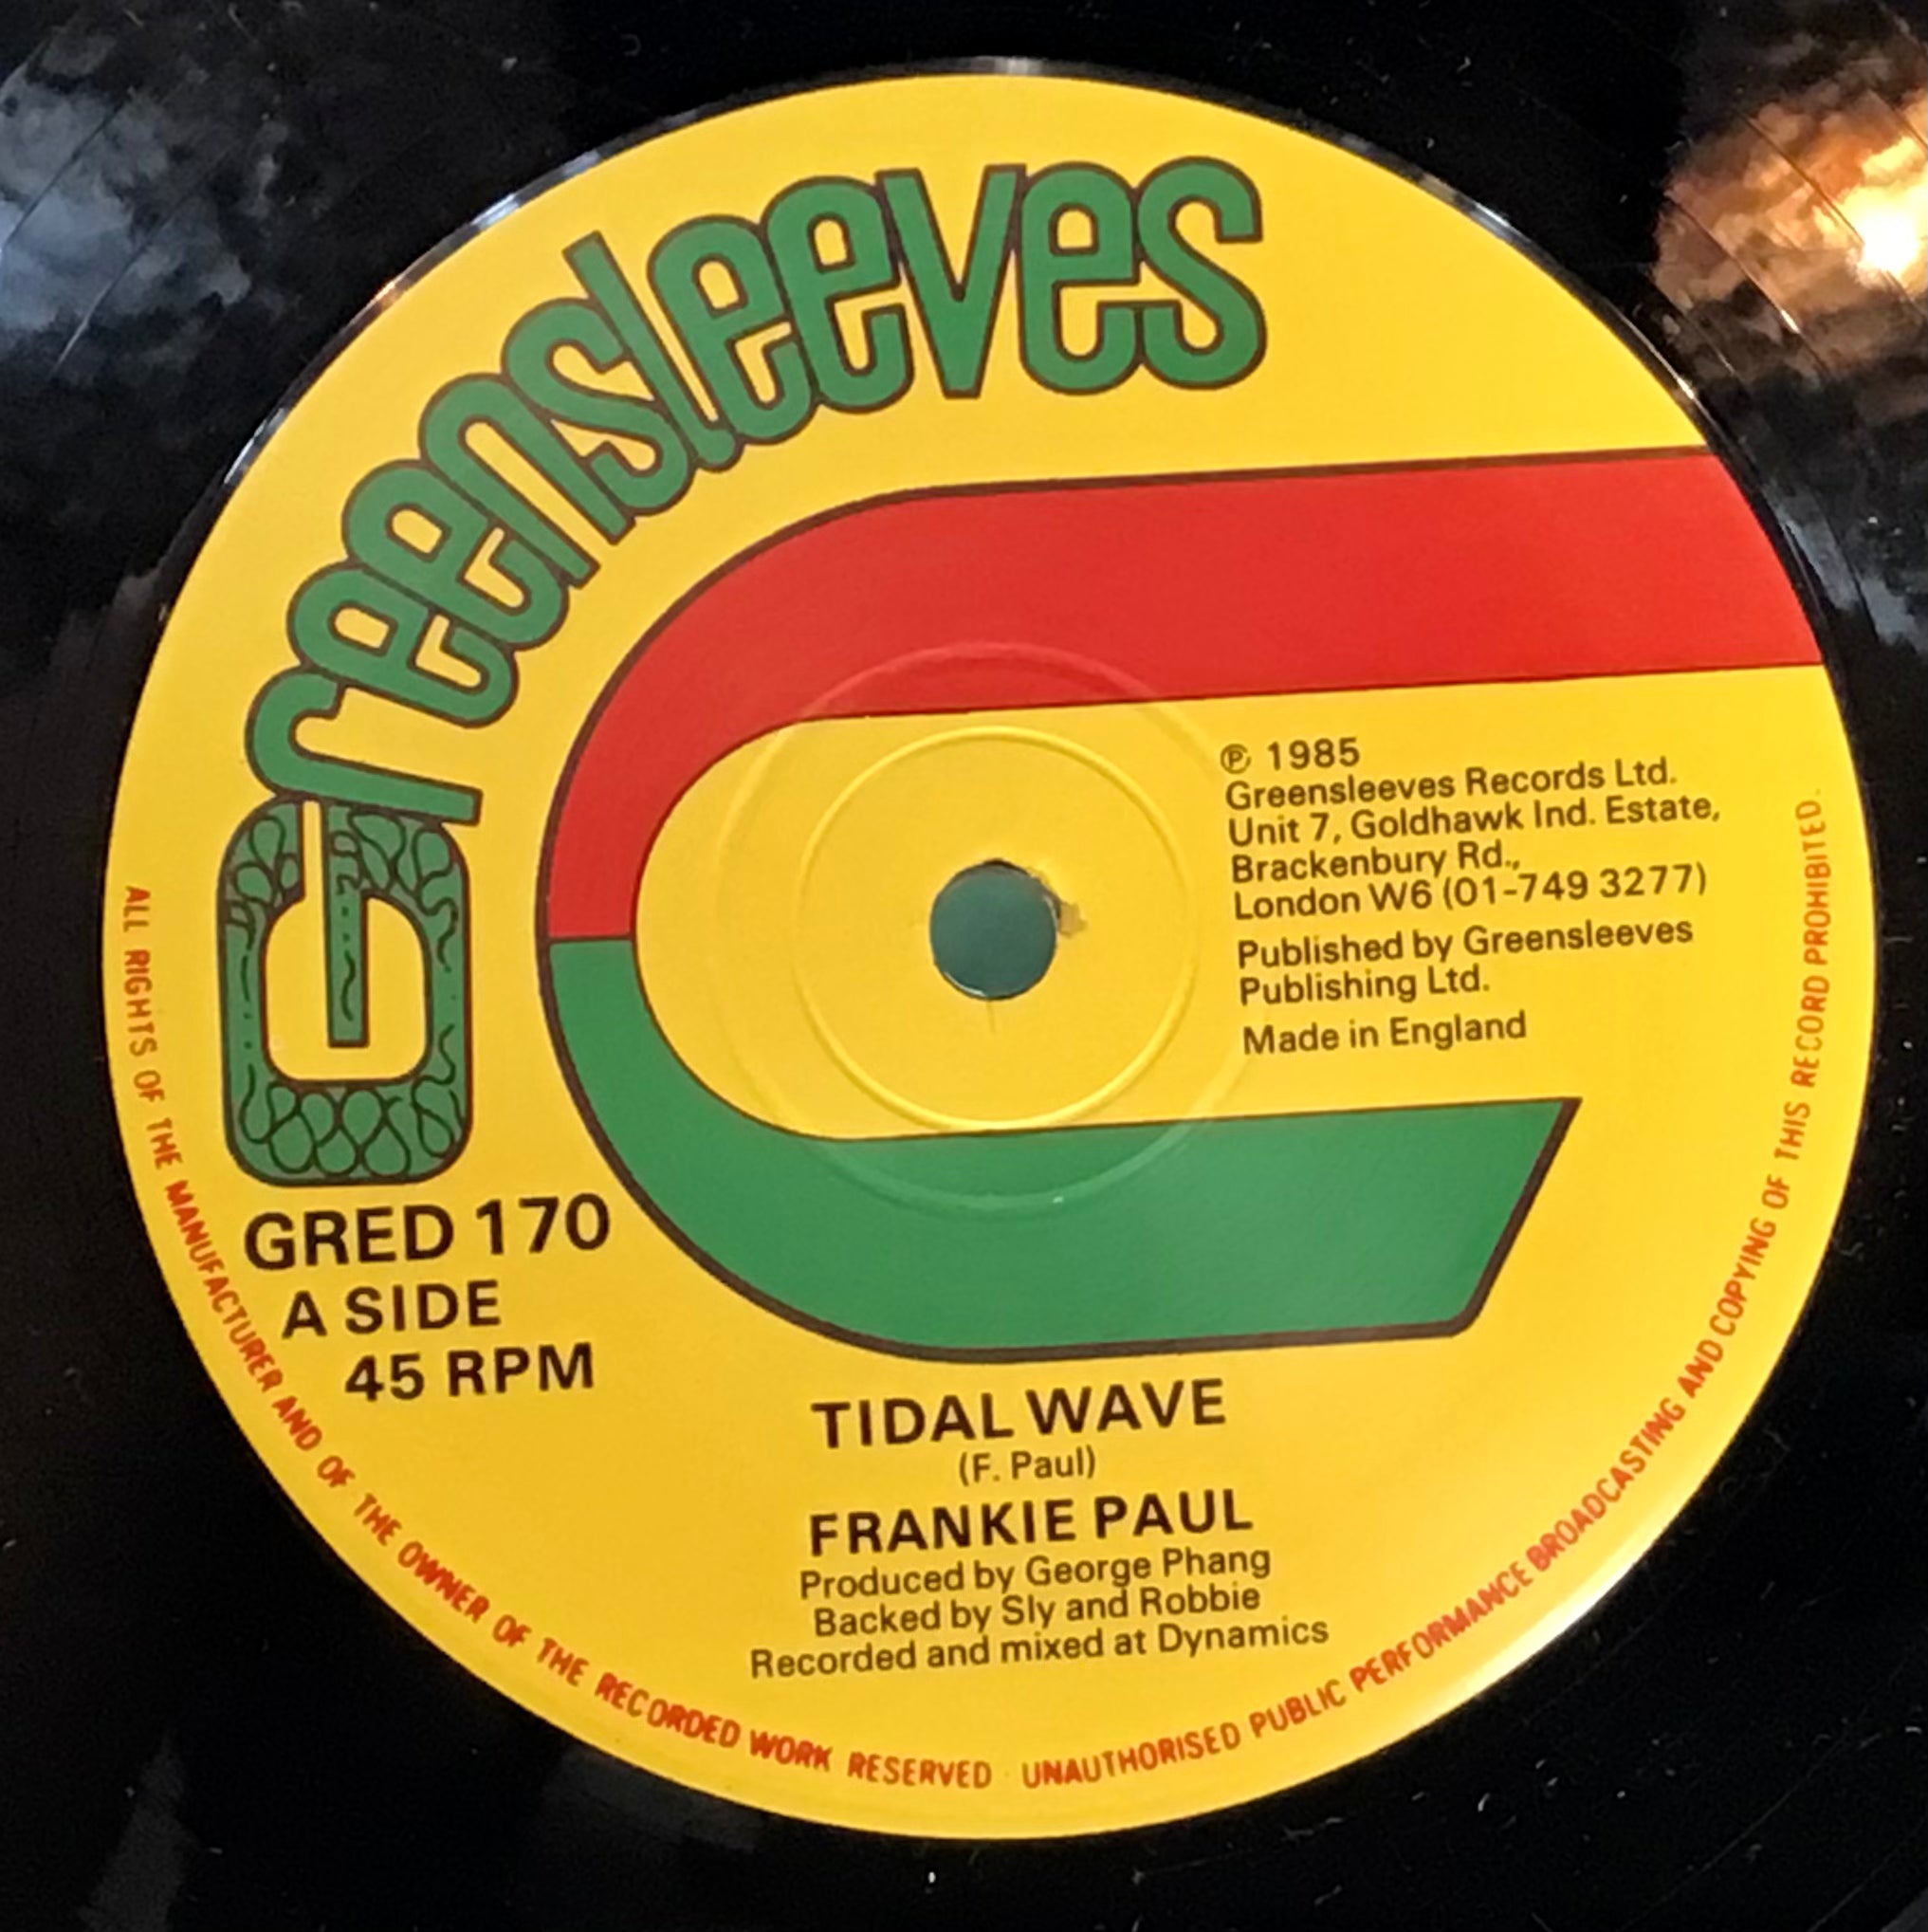 Greensleeves
℗ 1985
Greensleeves Records Ltd.
Unit 7, Goldhawk Ind. Estate,
Brackenbury Rd.,
London W6 (01-749 3277)
Published by Greensleeves
Publishing Ltd.
Made in England
GRED 170
A SIDE
45 RPM
TIDAL WAVE
(F. Paul)
FRANKIE PAUL
Produced by George Phang
Backed by Sly and Robbie
Recorded and mixed at Dynamics
ALL RIGHTS OF THE MANUFACTURER AND OF THE OWNER OF THE RECORDED WORK RESERVED · UNAUTHORISED PUBLIC PERFORMANCE BROADCASTING AND COPYING OF THIS RECORD PROHIBITED.